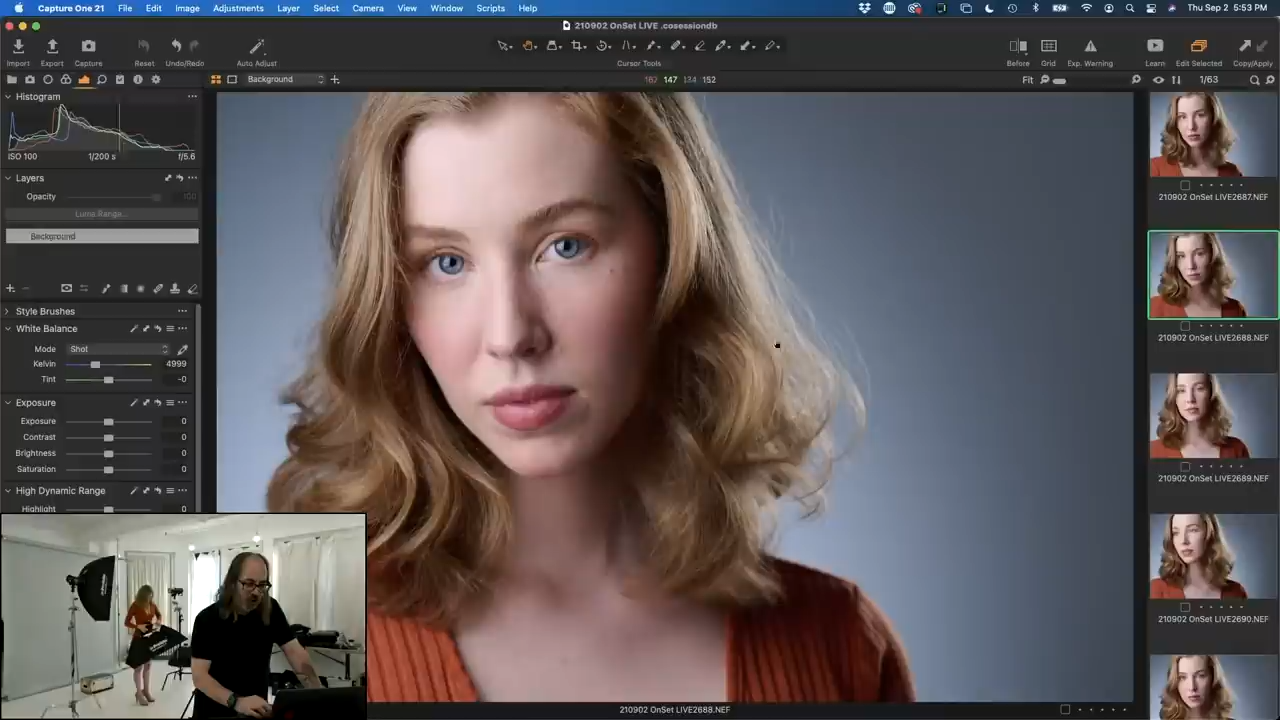 Capture One 21 File Edit Image Adjustments Layer Select Camera View Window Scripts Help Thu Sep 2 5:53 PM
210902 OnSet LIVE .cosessiondb
Import Export Capture Reset Undo/Redo Auto Adjust Cursor Tools Before Grid Exp. Warning Learn Edit Selected Copy/Apply
Background 182 147 134 152 Fit 1/63
Histogram
ISO 100 1/200 s f/5.6
Layers
Opacity 100
Luma Range...
Background
Style Brushes
White Balance
Mode Shot
Kelvin 4999
Tint -0
Exposure
Exposure 0
Contrast 0
Brightness 0
Saturation 0
High Dynamic Range
Highlight 0
210902 OnSet LIVE2687.NEF
210902 OnSet LIVE2688.NEF
210902 OnSet LIVE2689.NEF
210902 OnSet LIVE2690.NEF
210902 OnSet LIVE2688.NEF